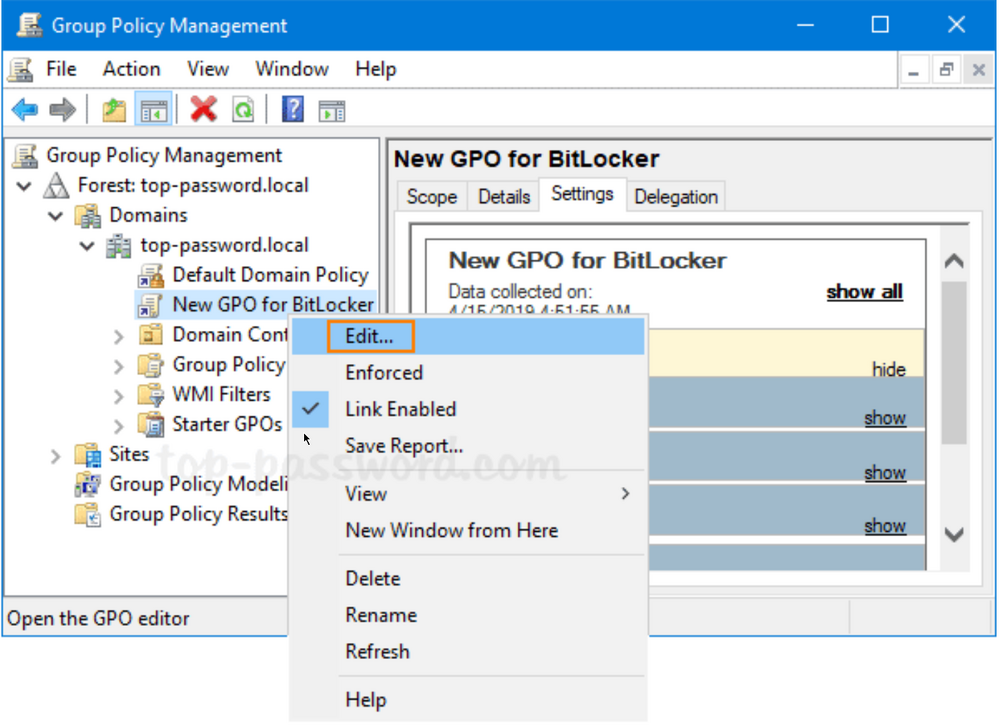 Group Policy Management
File Action View Window Help
Group Policy Management
Forest: top-password.local
Domains
top-password.local
Default Domain Policy
New GPO for BitLocker
Domain Cont
Group Policy
WMI Filters
Starter GPOs
Sites
Group Policy Modeli
Group Policy Results
New GPO for BitLocker
Scope Details Settings Delegation
New GPO for BitLocker
Data collected on:
4/15/2019 4:51:55 AM
show all
hide
show
show
show
Edit...
Enforced
Link Enabled
Save Report...
View
New Window from Here
Delete
Rename
Refresh
Help
top-password.com
Open the GPO editor